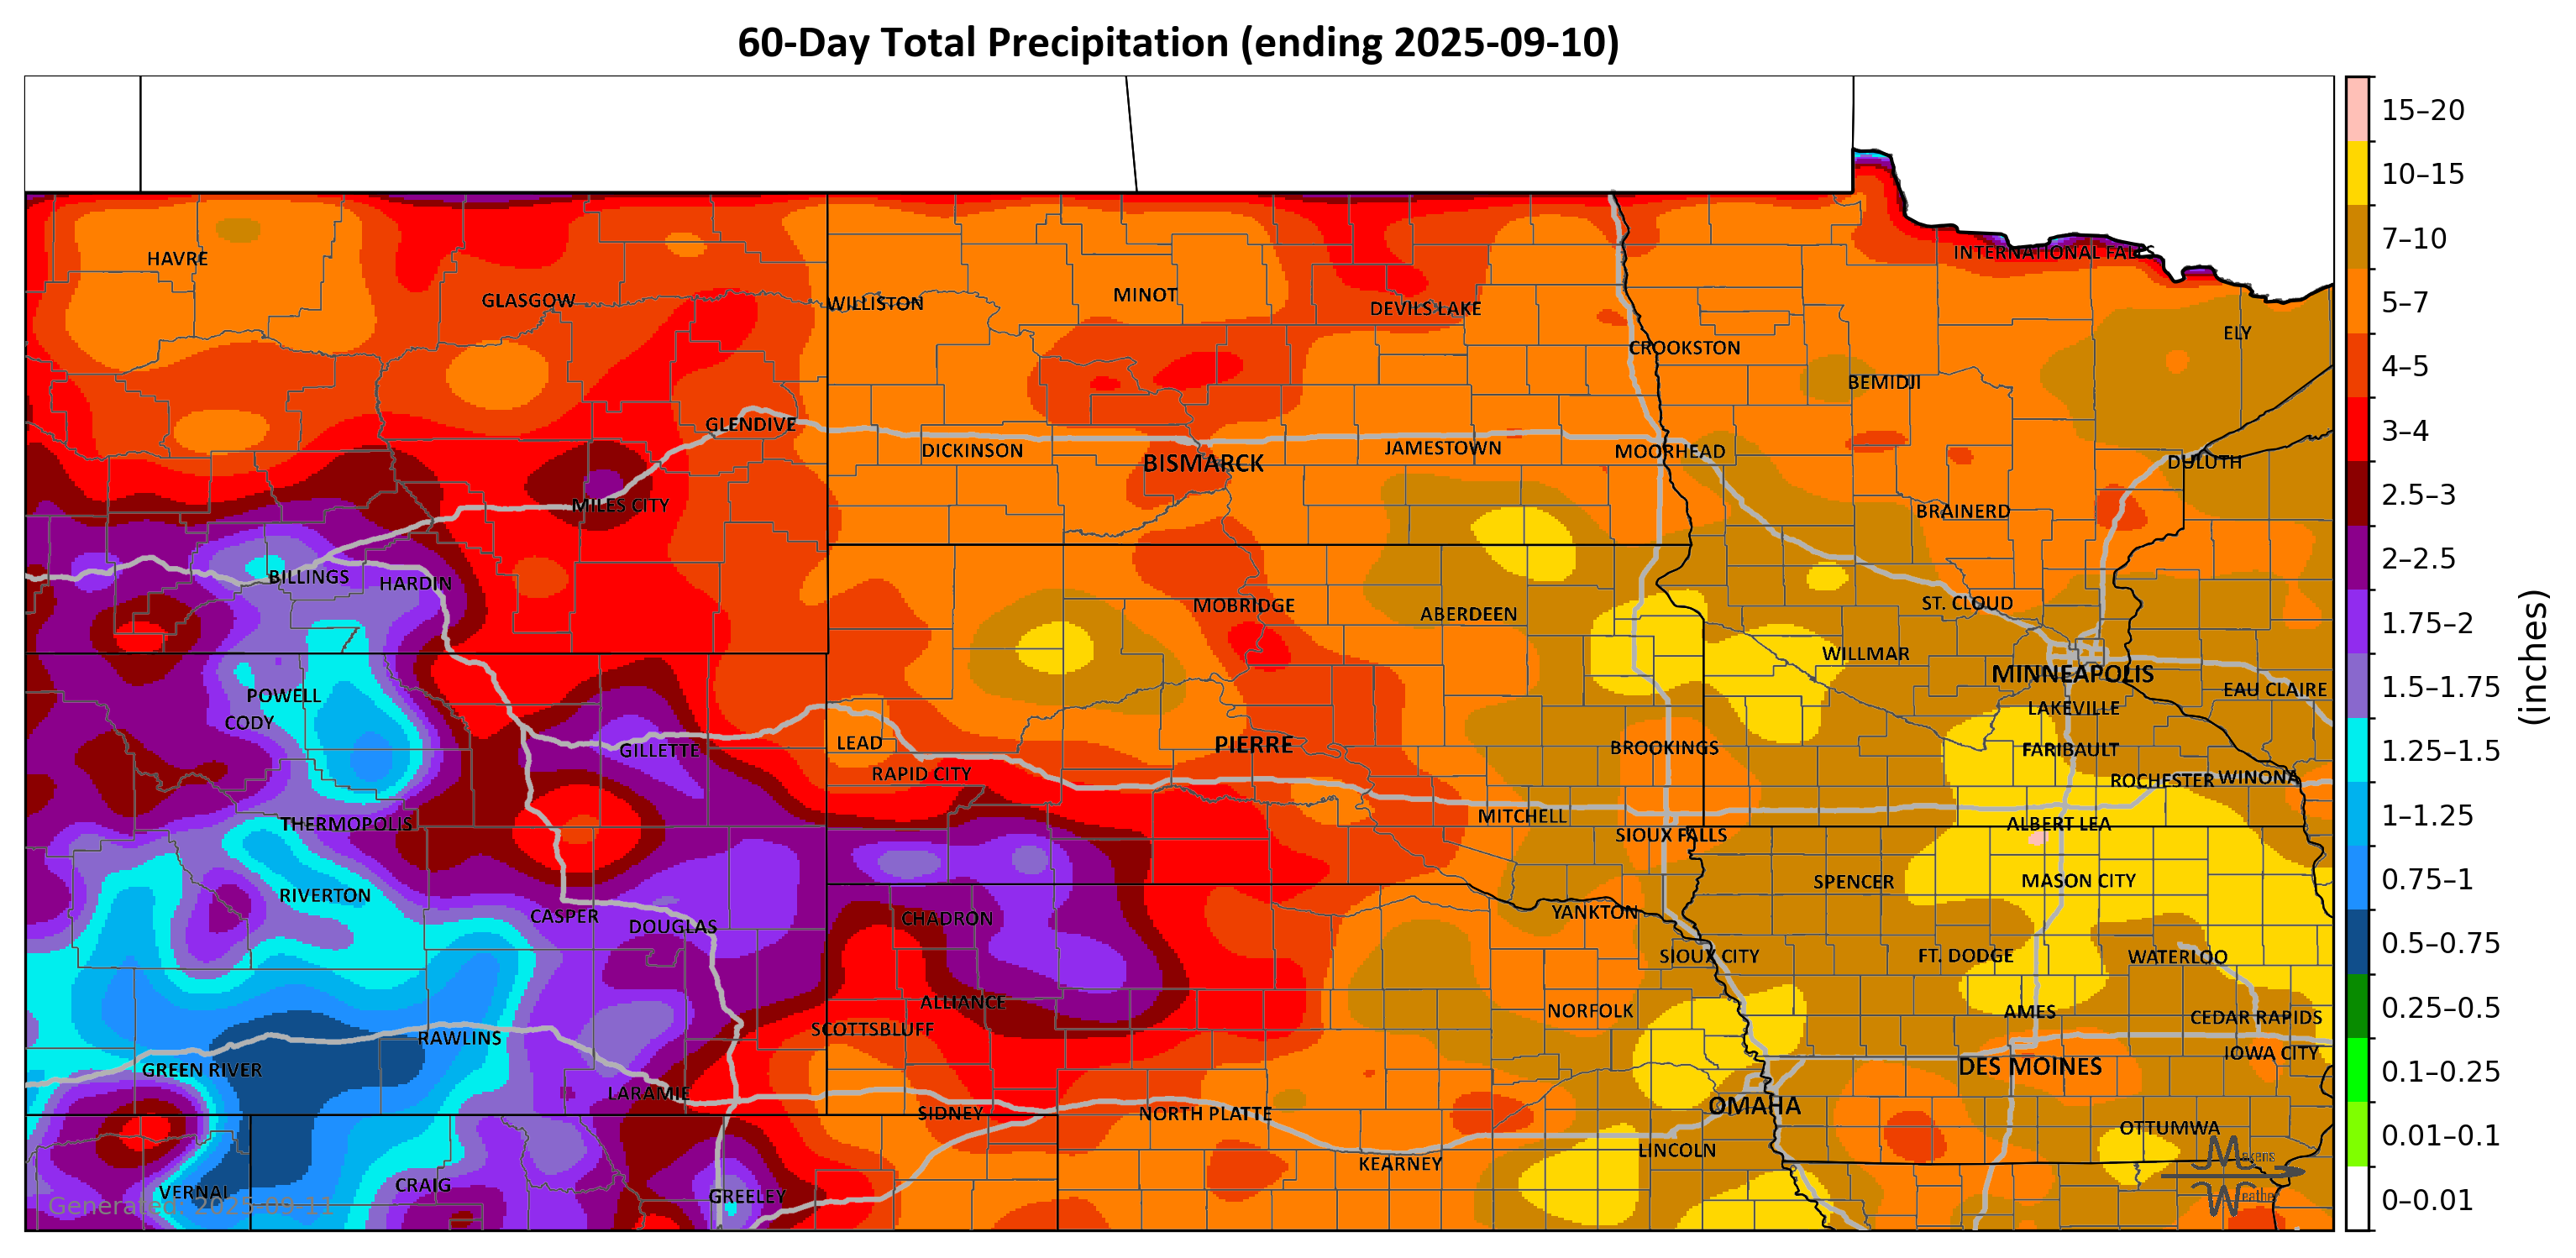 60-Day Total Precipitation (ending 2025-09-10)
15–20
10–15
7–10
5–7
4–5
3–4
2.5–3
2–2.5
1.75–2
1.5–1.75
1.25–1.5
1–1.25
0.75–1
0.5–0.75
0.25–0.5
0.1–0.25
0.01–0.1
0–0.01
(inches)
HAVRE
INTERNATIONAL FALLS
GLASGOW
WILLISTON
MINOT
DEVILS LAKE
ELY
CROOKSTON
BEMIDJI
GLENDIVE
DICKINSON
BISMARCK
JAMESTOWN
MOORHEAD
DULUTH
MILES CITY
BRAINERD
BILLINGS
HARDIN
MOBRIDGE
ABERDEEN
ST. CLOUD
WILLMAR
MINNEAPOLIS
EAU CLAIRE
POWELL
CODY
LAKEVILLE
GILLETTE
LEAD
RAPID CITY
PIERRE
BROOKINGS
FARIBAULT
ROCHESTER
WINONA
THERMOPOLIS
MITCHELL
SIOUX FALLS
ALBERT LEA
RIVERTON
CASPER
DOUGLAS
CHADRON
YANKTON
SPENCER
MASON CITY
SIOUX CITY
FT. DODGE
WATERLOO
ALLIANCE
SCOTTSBLUFF
NORFOLK
AMES
CEDAR RAPIDS
RAWLINS
GREEN RIVER
LARAMIE
DES MOINES
IOWA CITY
SIDNEY
NORTH PLATTE
OMAHA
OTTUMWA
KEARNEY
LINCOLN
VERNAL
CRAIG
GREELEY
Generated: 2025-09-11
Makens
Weather